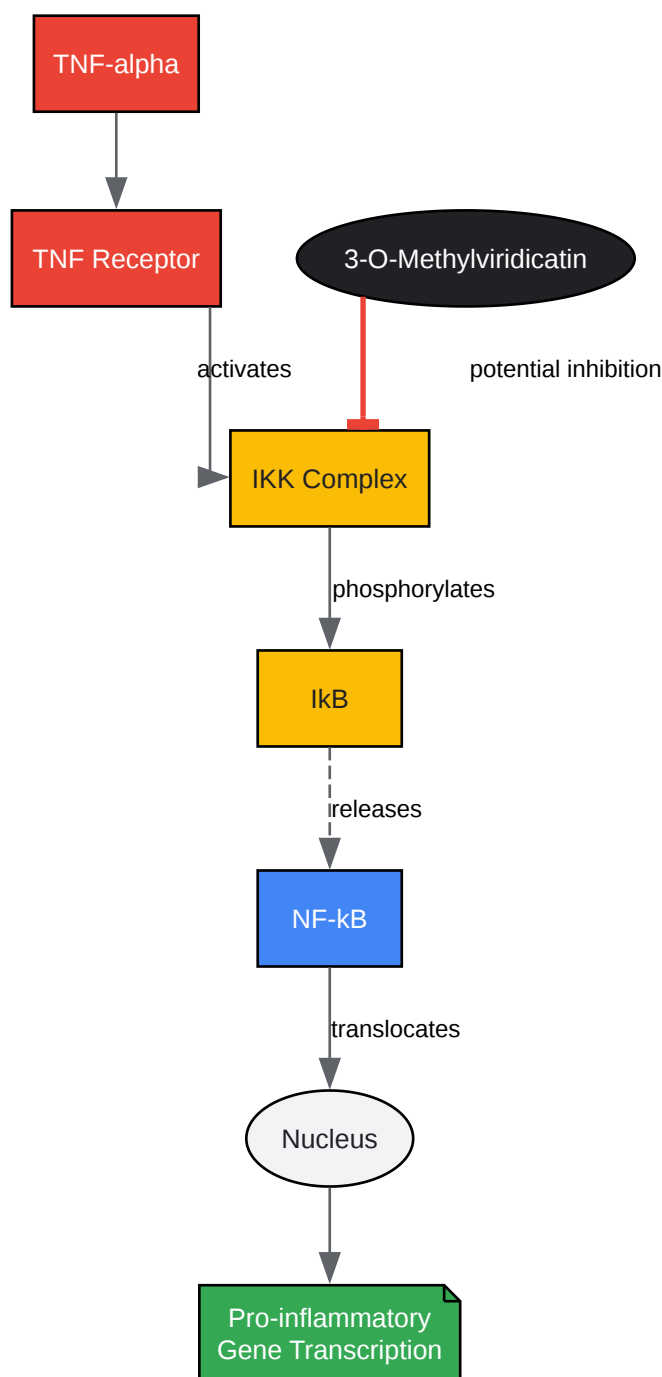 TNF-alpha
TNF Receptor
3-O-Methylviridicatin
activates
potential inhibition
IKK Complex
phosphorylates
IkB
releases
NF-kB
translocates
Nucleus
Pro-inflammatory
Gene Transcription